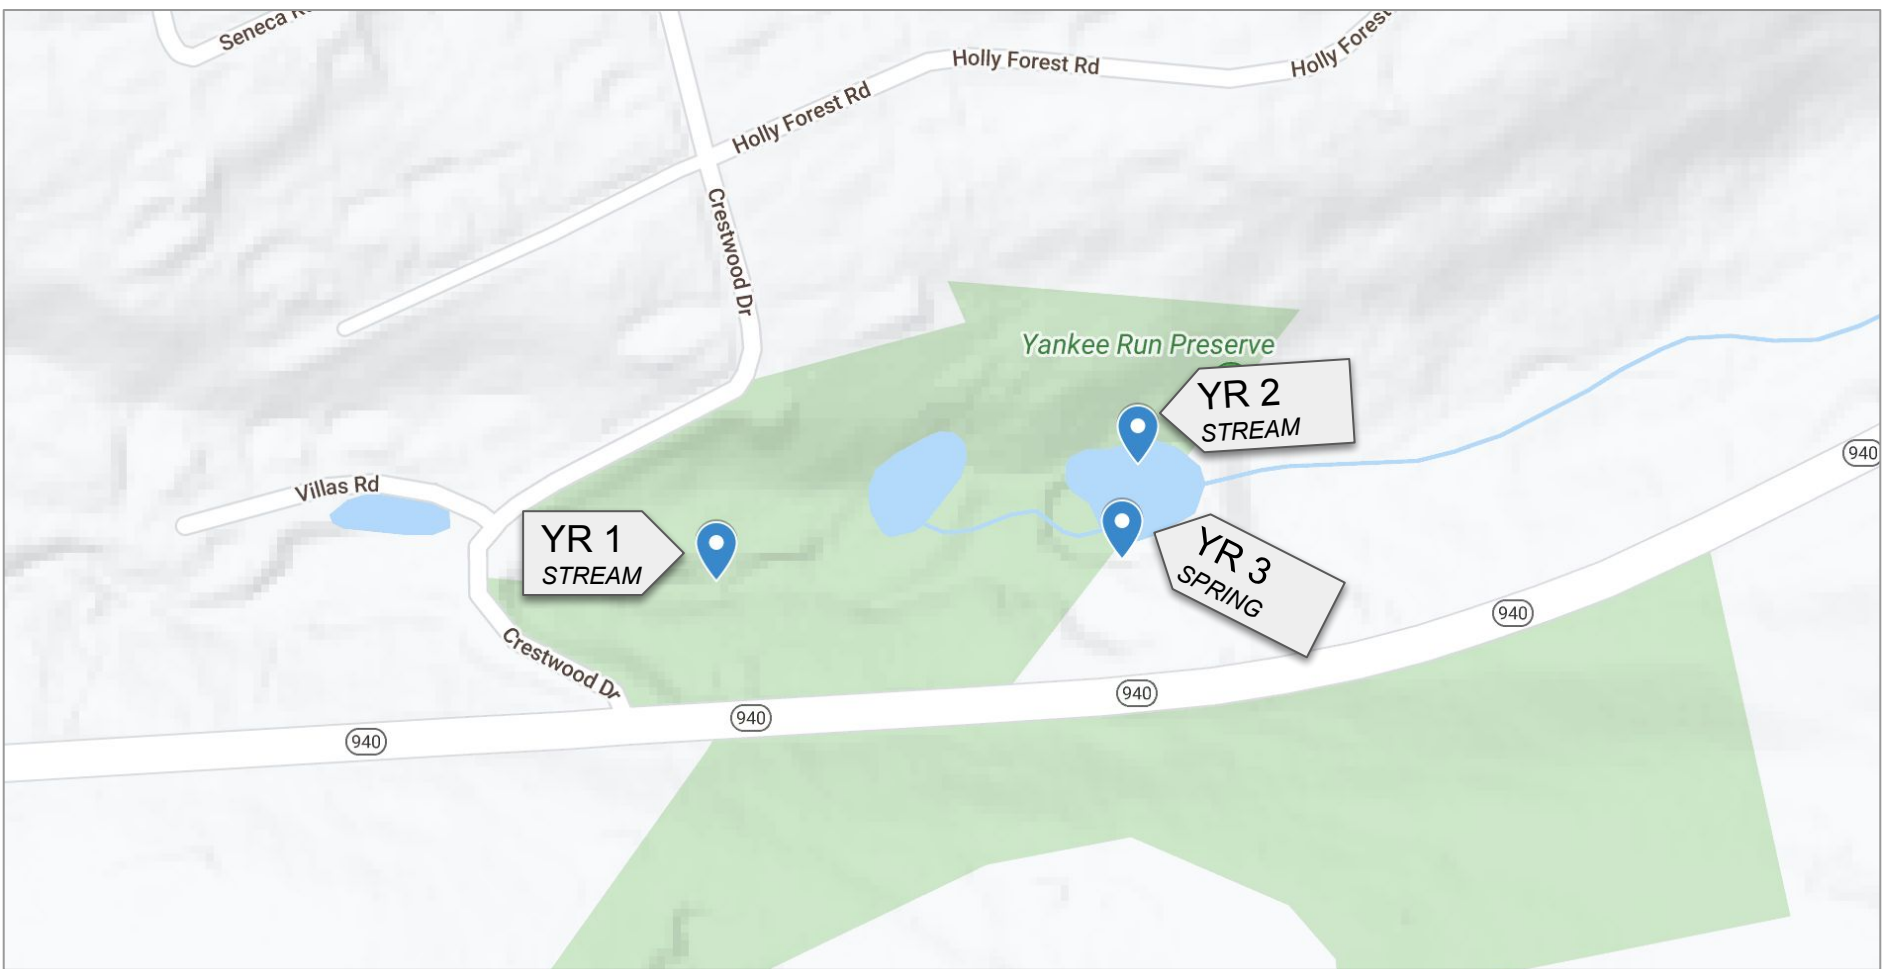 Seneca
Holly Forest Rd
Holly Forest
Holly Forest Rd
Crestwood Dr
Yankee Run Preserve
YR 2
STREAM
940
Villas Rd
YR 1
STREAM
YR 3
SPRING
940
Crestwood Dr
940
940
940